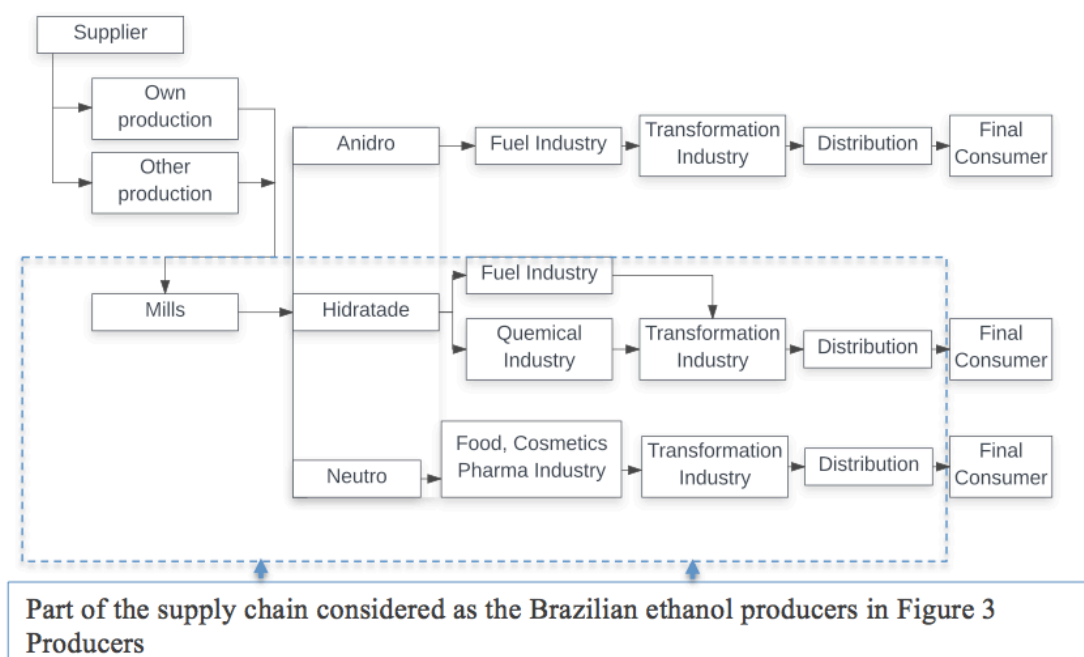 Supplier
Own
production
Other
production
Anidro
Fuel Industry
Transformation
Industry
Distribution
Final
Consumer
Mills
Hidratade
Fuel Industry
Quemical
Industry
Transformation
Industry
Distribution
Final
Consumer
Neutro
Food, Cosmetics
Pharma Industry
Transformation
Industry
Distribution
Final
Consumer
Part of the supply chain considered as the Brazilian ethanol producers in Figure 3
Producers